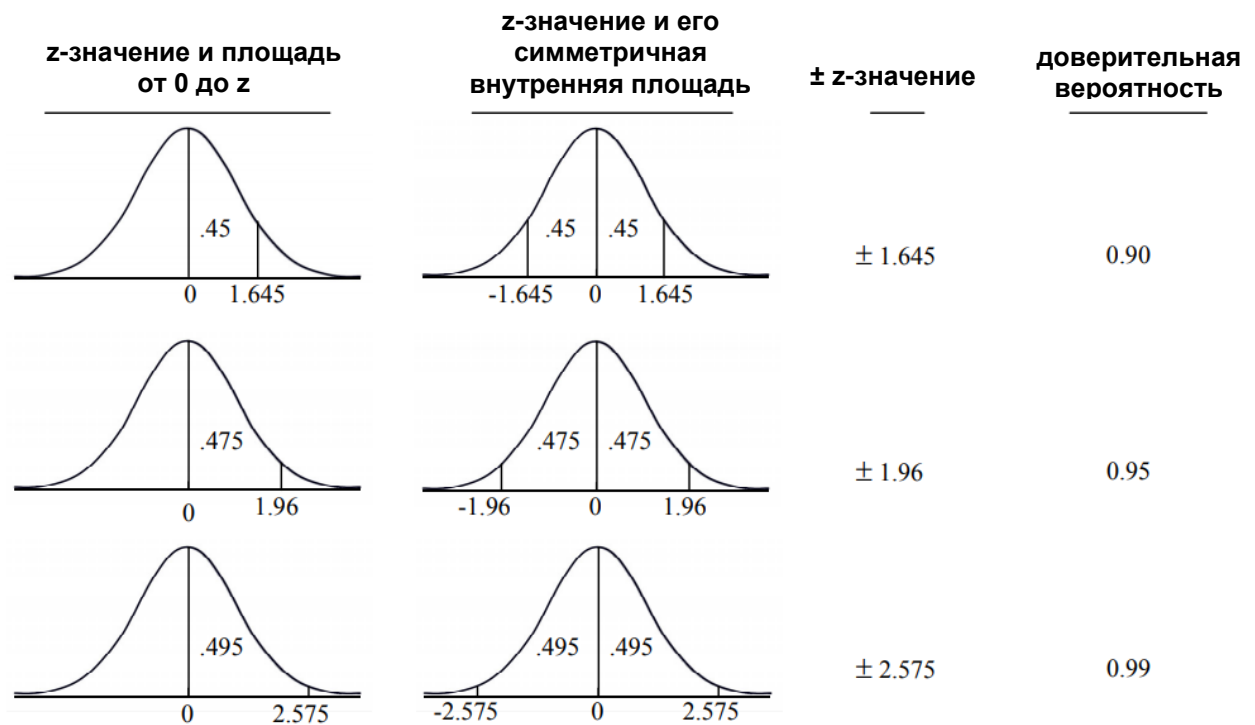 z-значение и площадь
от 0 до z
z-значение и его
симметричная
внутренняя площадь
± z-значение
доверительная
вероятность
.45
0 1.645
.45 .45
-1.645 0 1.645
± 1.645
0.90
.475
0 1.96
.475 .475
-1.96 0 1.96
± 1.96
0.95
.495
0 2.575
.495 .495
-2.575 0 2.575
± 2.575
0.99